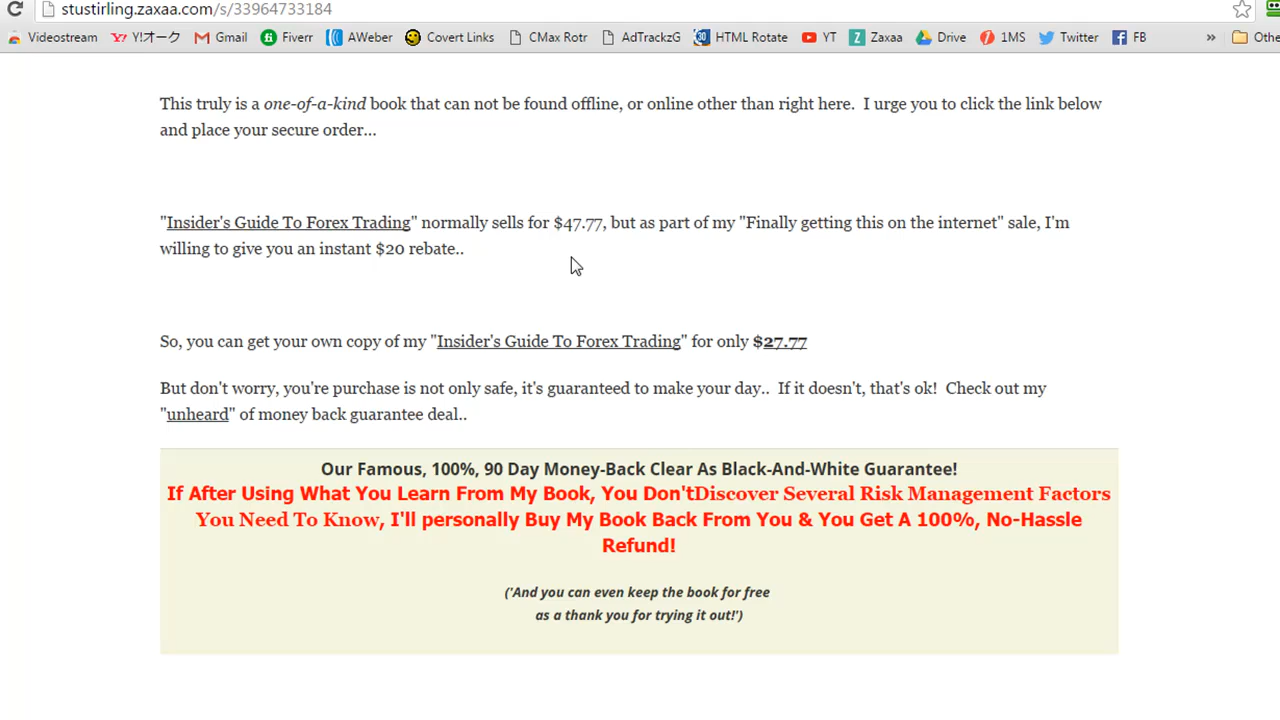 stustirling.zaxaa.com/s/33964733184
Videostream Y!オーク Gmail Fiverr AWeber Covert Links CMax Rotr AdTrackzG HTML Rotate YT Zaxaa Drive 1MS Twitter FB » Othe
This truly is a one-of-a-kind book that can not be found offline, or online other than right here. I urge you to click the link below
and place your secure order...
"Insider's Guide To Forex Trading" normally sells for $47.77, but as part of my "Finally getting this on the internet" sale, I'm
willing to give you an instant $20 rebate..
So, you can get your own copy of my "Insider's Guide To Forex Trading" for only $27.77
But don't worry, you're purchase is not only safe, it's guaranteed to make your day.. If it doesn't, that's ok! Check out my
"unheard" of money back guarantee deal..
Our Famous, 100%, 90 Day Money-Back Clear As Black-And-White Guarantee!
If After Using What You Learn From My Book, You Don'tDiscover Several Risk Management Factors
You Need To Know, I'll personally Buy My Book Back From You & You Get A 100%, No-Hassle
Refund!
('And you can even keep the book for free
as a thank you for trying it out!')